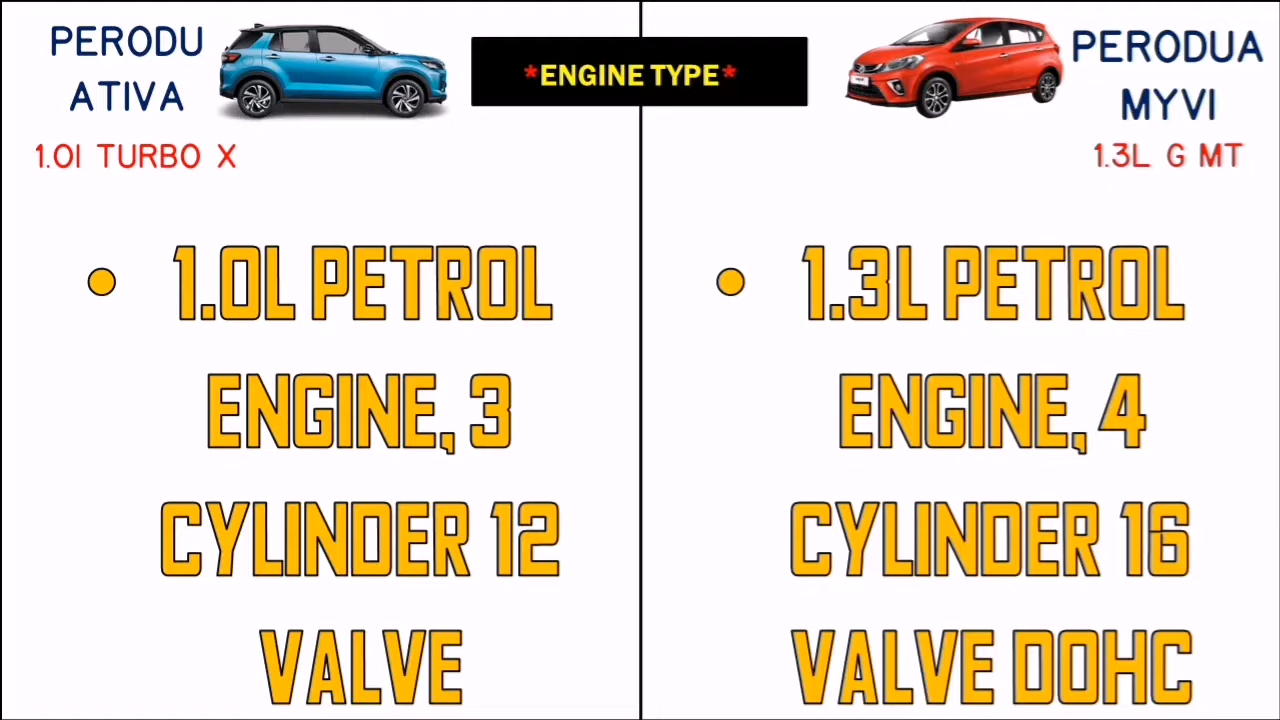 PERODU
ATIVA
1.0l TURBO X
*ENGINE TYPE*
PERODUA
MYVI
1.3L G MT
• 1.0L PETROL
ENGINE, 3
CYLINDER 12
VALVE
• 1.3L PETROL
ENGINE, 4
CYLINDER 16
VALVE DOHC